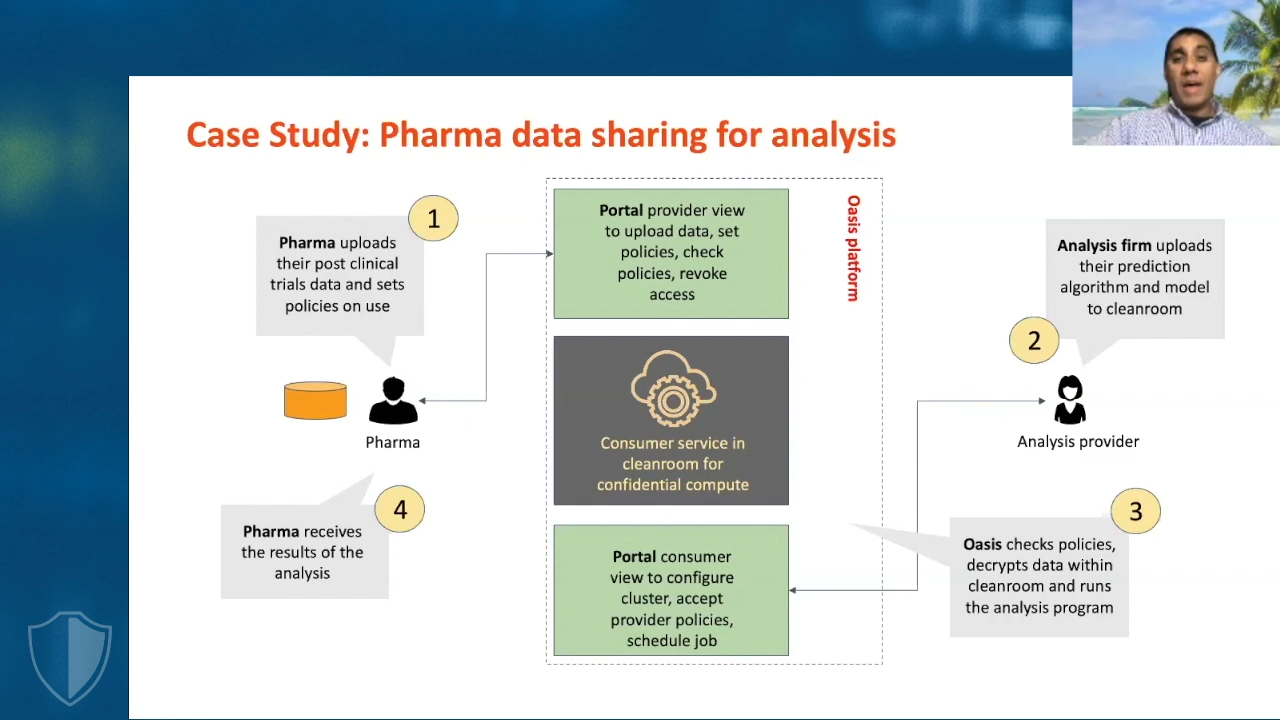 Case Study: Pharma data sharing for analysis
1
Pharma uploads
their post clinical
trials data and sets
policies on use
Pharma
4
Pharma receives
the results of the
analysis
Portal provider view
to upload data, set
policies, check
policies, revoke
access
Oasis platform
Consumer service in
cleanroom for
confidential compute
Portal consumer
view to configure
cluster, accept
provider policies,
schedule job
Analysis firm uploads
their prediction
algorithm and model
to cleanroom
2
Analysis provider
3
Oasis checks policies,
decrypts data within
cleanroom and runs
the analysis program